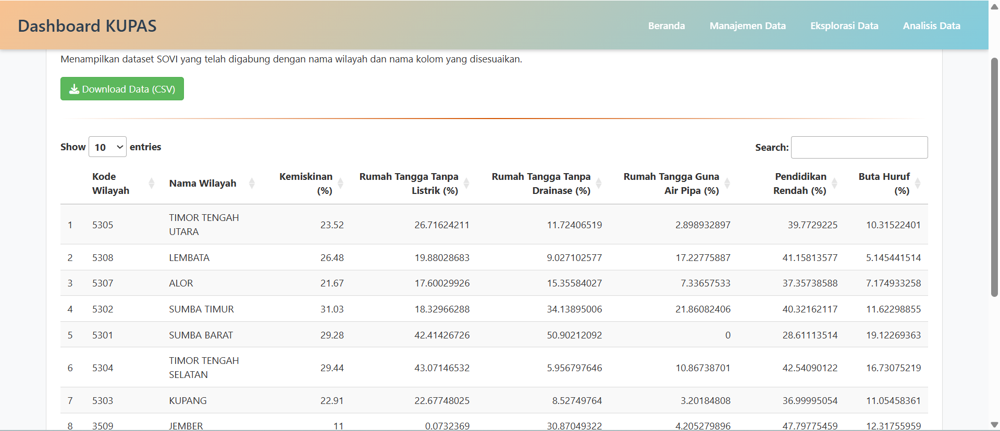 Dashboard KUPAS
Beranda Manajemen Data Eksplorasi Data Analisis Data
Menampilkan dataset SOVI yang telah digabung dengan nama wilayah dan nama kolom yang disesuaikan.
Download Data (CSV)
Show 10 entries Search:
Kode Wilayah Nama Wilayah Kemiskinan (%) Rumah Tangga Tanpa Listrik (%) Rumah Tangga Tanpa Drainase (%) Rumah Tangga Guna Air Pipa (%) Pendidikan Rendah (%) Buta Huruf (%)
1 5305 TIMOR TENGAH UTARA 23.52 26.71624211 11.72406519 2.898932897 39.7729225 10.31522401
2 5308 LEMBATA 26.48 19.88028683 9.027102577 17.22775887 41.15813577 5.145441514
3 5307 ALOR 21.67 17.60029926 15.35584027 7.33657533 37.35738588 7.174933258
4 5302 SUMBA TIMUR 31.03 18.32966288 34.13895006 21.86082406 40.32162117 11.62298855
5 5301 SUMBA BARAT 29.28 42.41426726 50.90212092 0 28.61113514 19.12269363
6 5304 TIMOR TENGAH SELATAN 29.44 43.07146532 5.956797646 10.86738701 42.54090122 16.73075219
7 5303 KUPANG 22.91 22.67748025 8.52749764 3.20184808 36.99995054 11.05458361
8 3509 JEMBER 11 0.0732369 30.87049322 4.205279896 47.79775459 12.31755959